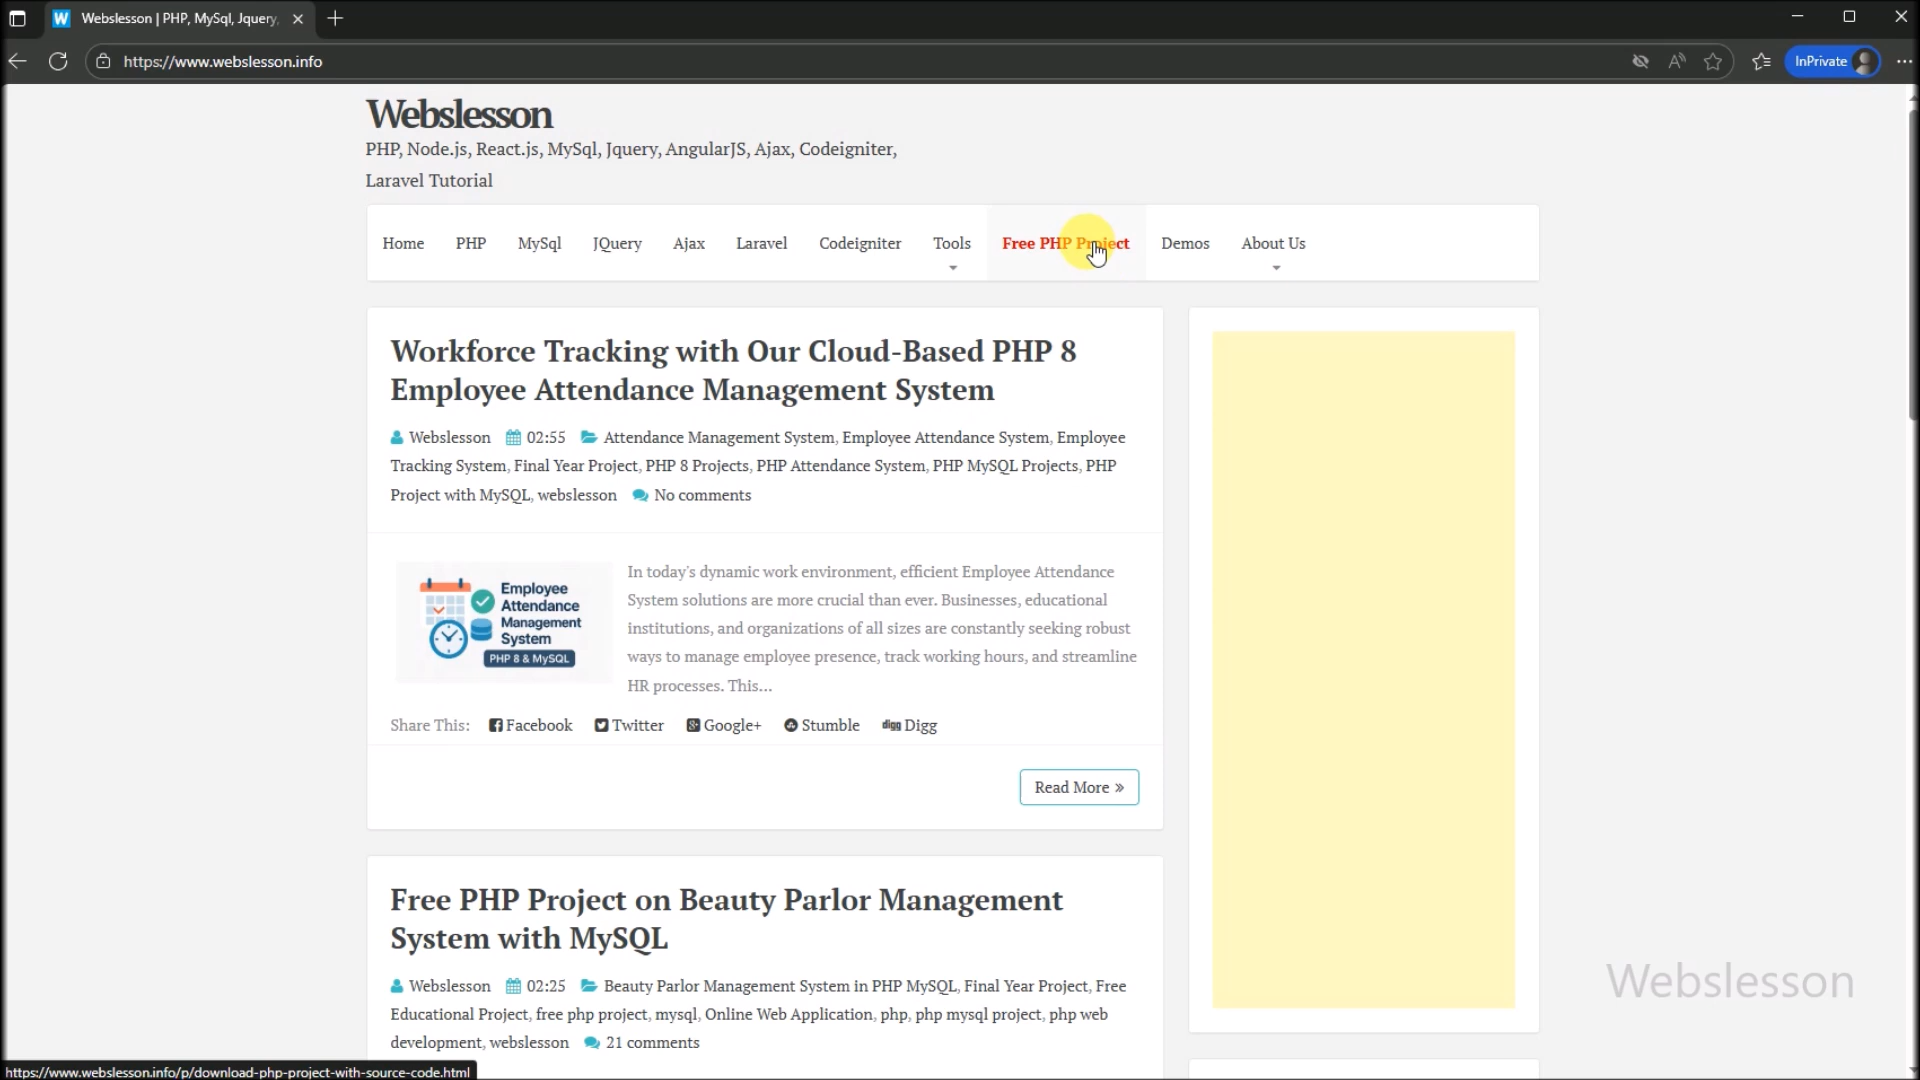 Webslesson | PHP, MySql, Jquery,
https://www.webslesson.info
InPrivate
Webslesson
PHP, Node.js, React.js, MySql, Jquery, AngularJS, Ajax, Codeigniter,
Laravel Tutorial
Home PHP MySql JQuery Ajax Laravel Codeigniter Tools Free PHP Project Demos About Us
Workforce Tracking with Our Cloud-Based PHP 8
Employee Attendance Management System
Webslesson 02:55 Attendance Management System, Employee Attendance System, Employee
Tracking System, Final Year Project, PHP 8 Projects, PHP Attendance System, PHP MySQL Projects, PHP
Project with MySQL, webslesson No comments
Employee
Attendance
Management
System
PHP 8 & MySQL
In today's dynamic work environment, efficient Employee Attendance
System solutions are more crucial than ever. Businesses, educational
institutions, and organizations of all sizes are constantly seeking robust
ways to manage employee presence, track working hours, and streamline
HR processes. This...
Share This: Facebook Twitter Google+ Stumble digg Digg
Read More »
Free PHP Project on Beauty Parlor Management
System with MySQL
Webslesson 02:25 Beauty Parlor Management System in PHP MySQL, Final Year Project, Free
Educational Project, free php project, mysql, Online Web Application, php, php mysql project, php web
development, webslesson 21 comments
Webslesson
https://www.webslesson.info/p/download-php-project-with-source-code.html